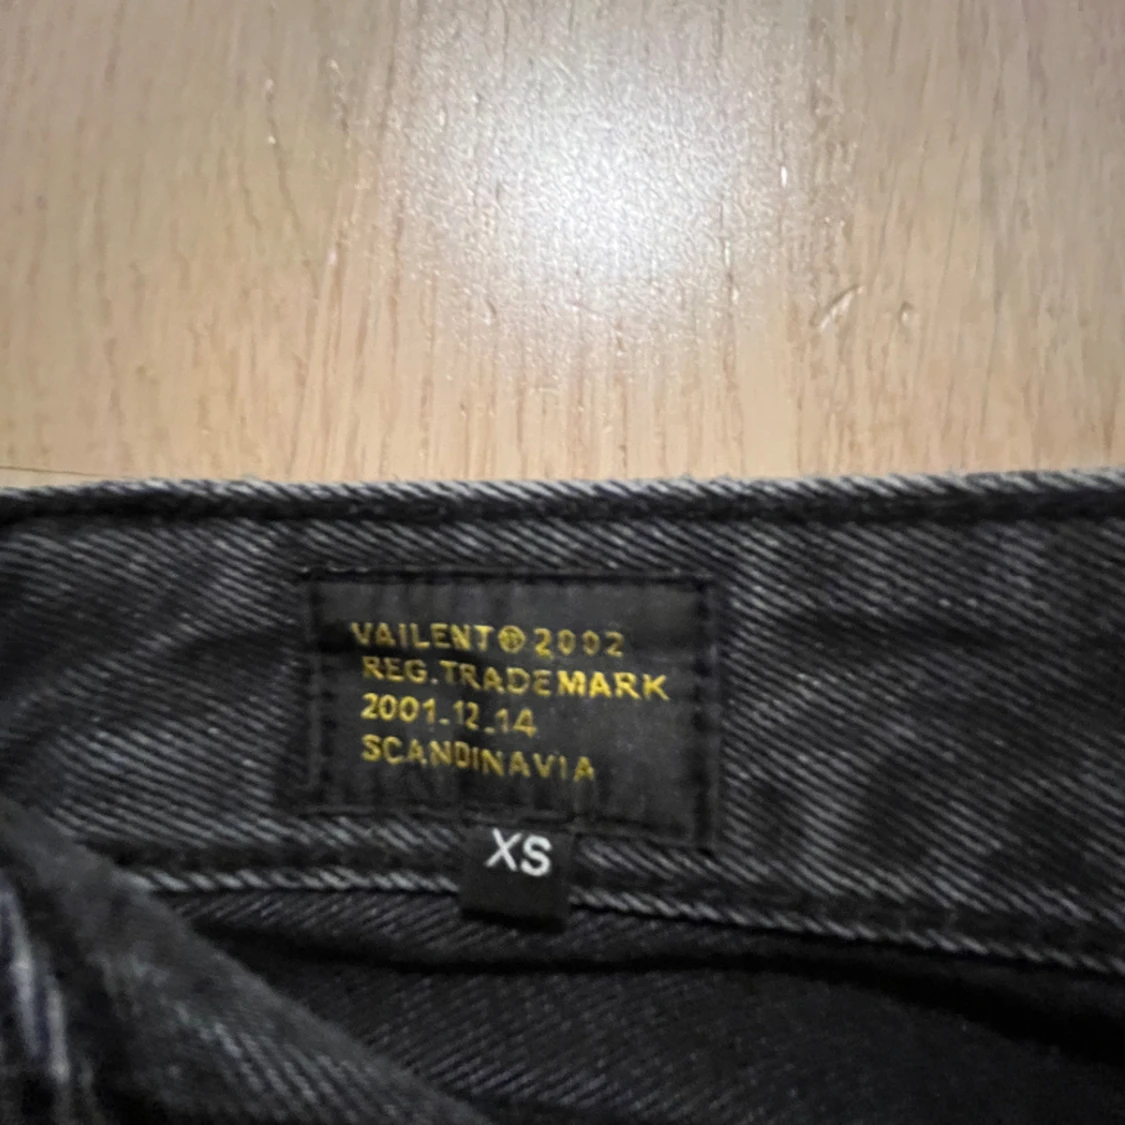 VAILENT®2002
REG.TRADEMARK
2001.12.14
SCANDINAVIA
XS